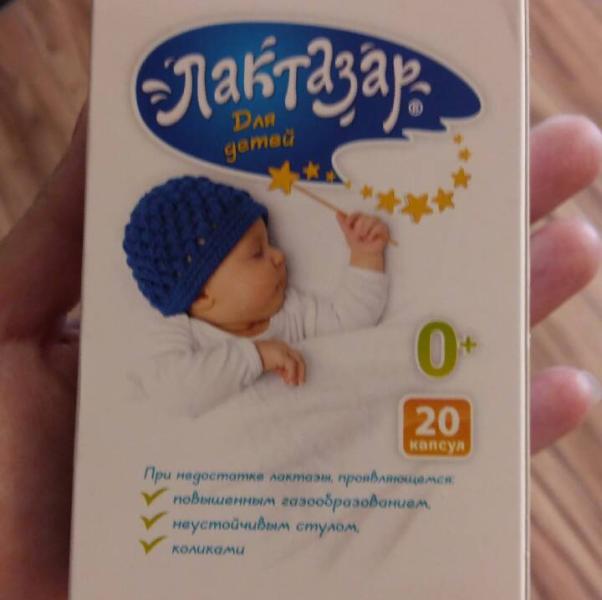 Лактазар®
Для
детей
0+
20
капсул
При недостатке лактазы, проявляющемся:
повышенным газообразованием,
неустойчивым стулом,
коликами